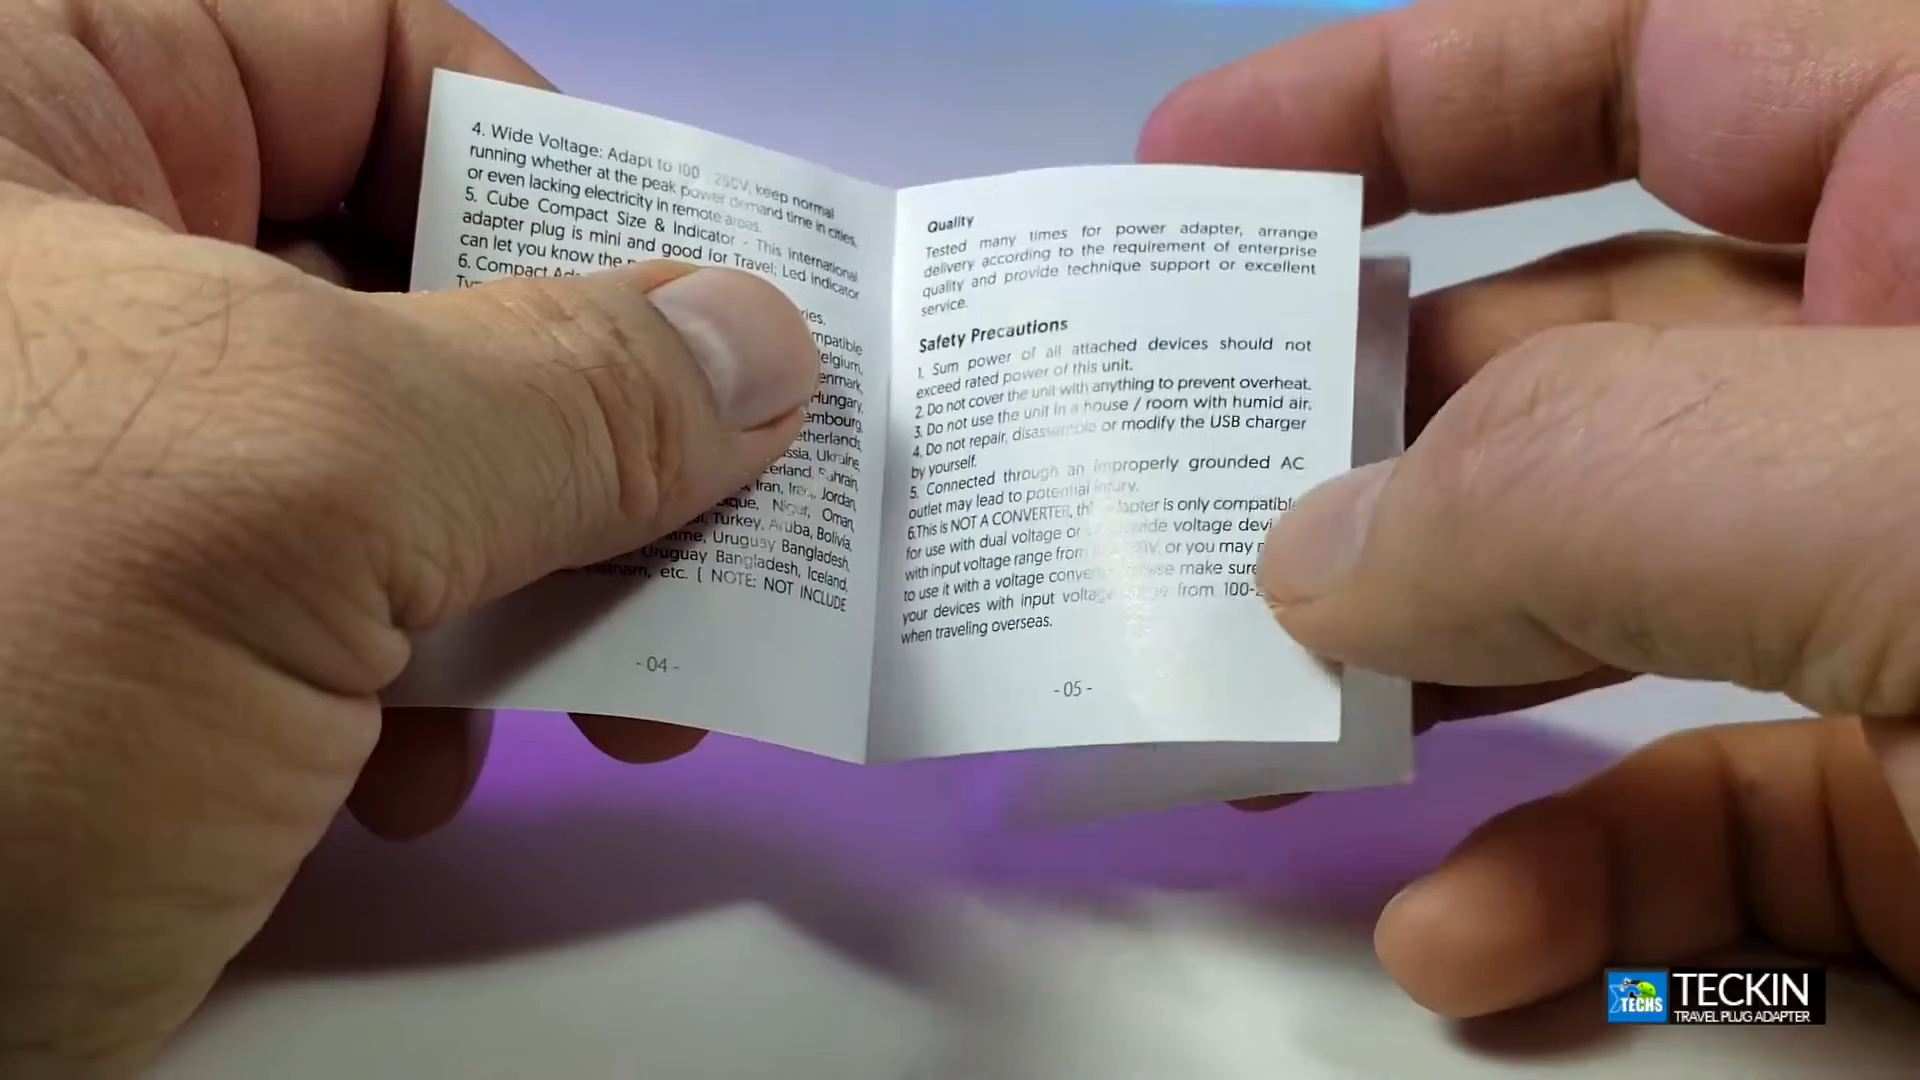 4. Wide Voltage: Adapt to 100 250V, keep normal
running whether at the peak power demand time in cities,
or even lacking electricity in remote areas.
5. Cube Compact Size & Indicator - This International
adapter plug is mini and good for Travel; Led Indicator
can let you know the
6. Compact
ries.
mpatible
elgium,
enmark,
Hungary,
embourg,
etherlands,
ssia, Ukraine,
erland, Bahrain,
Iran, Iraq, Jordan,
ique, Nigur, Oman,
Turkey, Aruba, Bolivia,
Uruguay Bangladesh,
Uruguay Bangladesh, Iceland,
etc. ( NOTE: NOT INCLUDE
- 04 -
Quality
Tested many times for power adapter, arrange
delivery according to the requirement of enterprise
quality and provide technique support or excellent
service.
Safety Precautions
1. Sum power of all attached devices should not
exceed rated power of this unit.
2. Do not cover the unit with anything to prevent overheat.
3. Do not use the unit in a house / room with humid air.
4. Do not repair, disassemble or modify the USB charger
by yourself.
5. Connected through an improperly grounded AC
outlet may lead to potential injury.
6.This is NOT A CONVERTER, adapter is only compatible
for use with dual voltage or wide voltage
with input voltage range from or you may
to use it with a voltage make sure
your devices with input voltage from 100-
when traveling overseas.
- 05 -
TECHS
TECKIN
TRAVEL PLUG ADAPTER